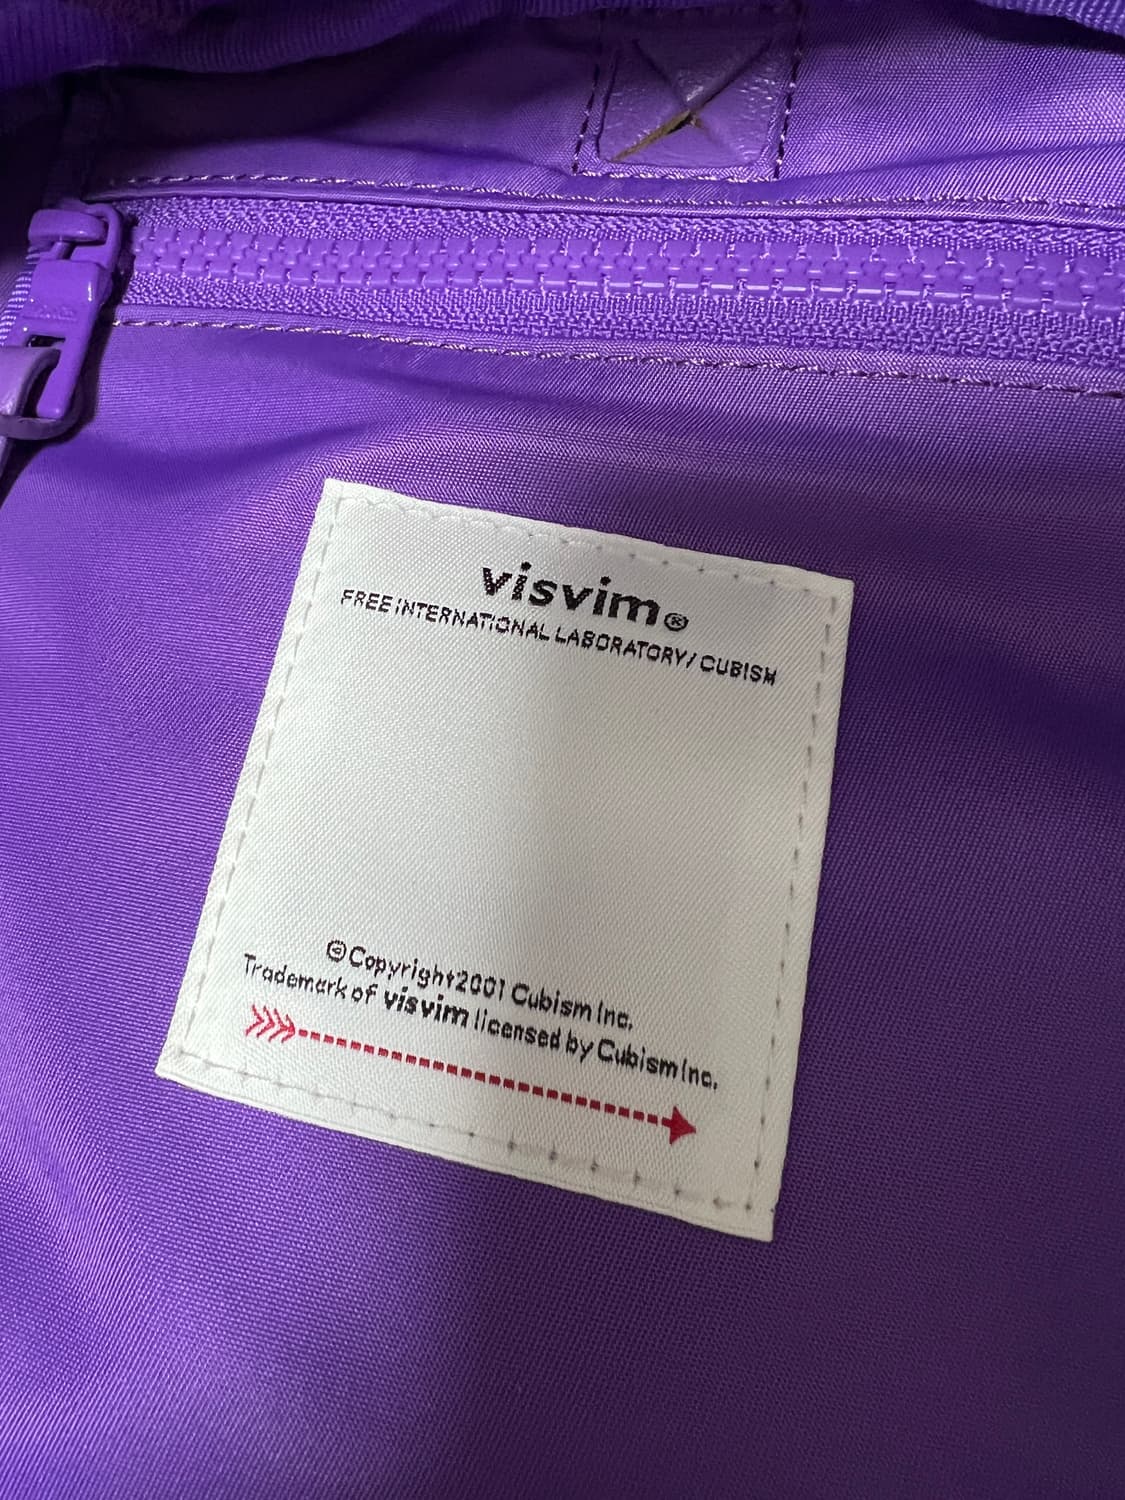 visvim®
FREE INTERNATIONAL LABORATORY/ CUBISM
©Copyright2001 Cubism Inc.
Trademark of visvim licensed by Cubism Inc.